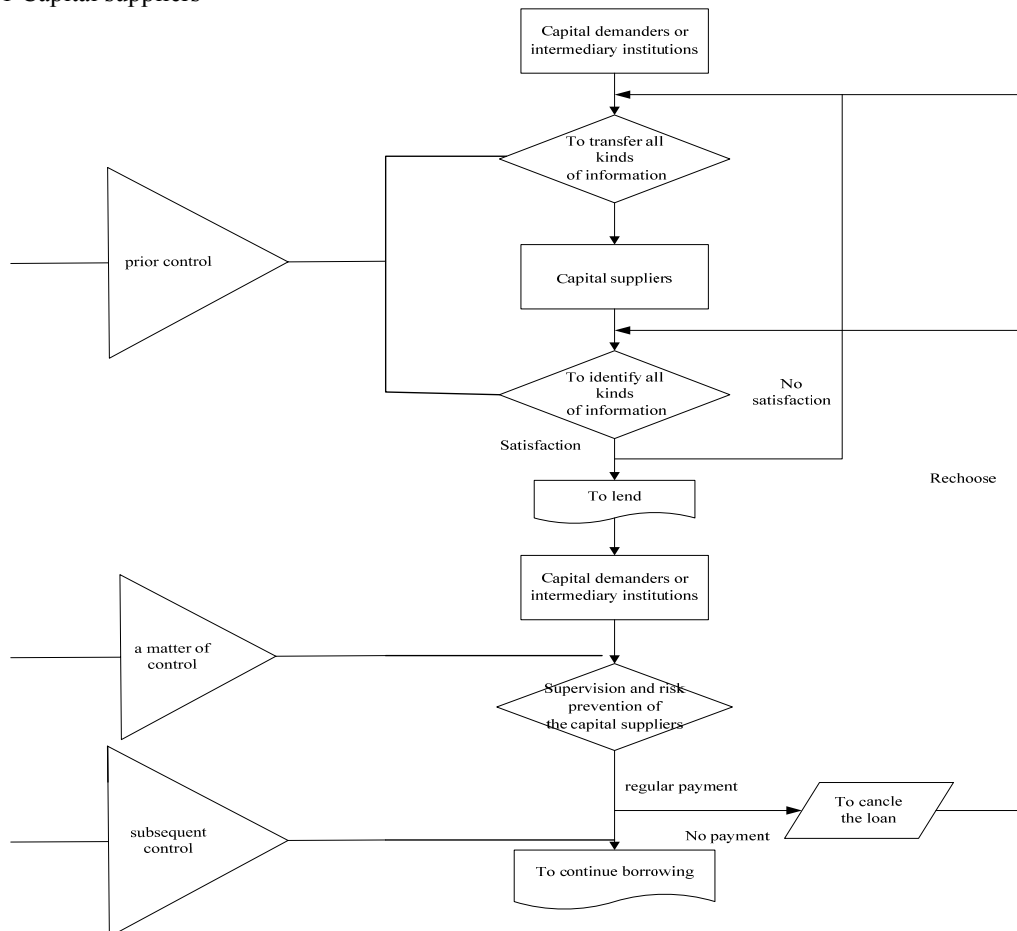 Capital suppliers
Capital demanders or
intermediary institutions
To transfer all
kinds
of information
prior control
Capital suppliers
To identify all
kinds
of information
No
satisfaction
Satisfaction
Rechoose
To lend
Capital demanders or
intermediary institutions
a matter of
control
Supervision and risk
prevention of
the capital suppliers
regular payment
To cancle
the loan
subsequent
control
No payment
To continue borrowing